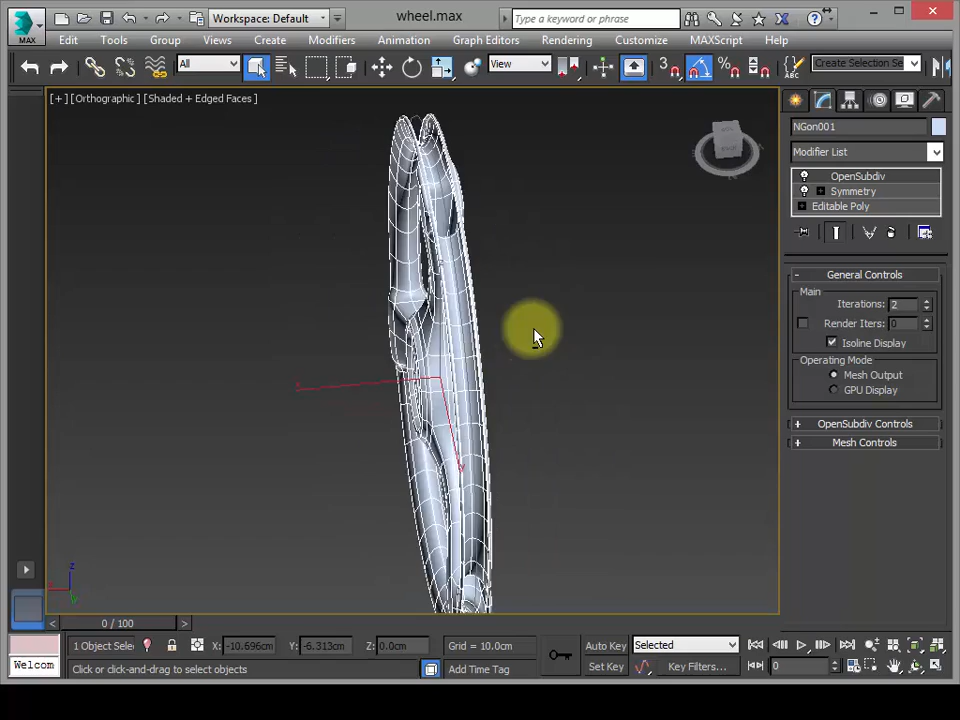 Workspace: Default
wheel.max
Type a keyword or phrase
MAX
Edit Tools Group Views Create Modifiers Animation Graph Editors Rendering Customize MAXScript Help
All
View
3
%
ABC
Create Selection Se
[+] [Orthographic] [Shaded + Edged Faces]
NGon001
Modifier List
OpenSubdiv
Symmetry
Editable Poly
General Controls
Main
Iterations: 2
Render Iters: 0
Isoline Display
Operating Mode
Mesh Output
GPU Display
OpenSubdiv Controls
Mesh Controls
x
y
z
0 / 100
1 Object Sele
X: -10.696cm
Y: -6.313cm
Z: 0.0cm
Grid = 10.0cm
Auto Key
Selected
Welcom
Click or click-and-drag to select objects
Add Time Tag
Set Key
Key Filters...
0